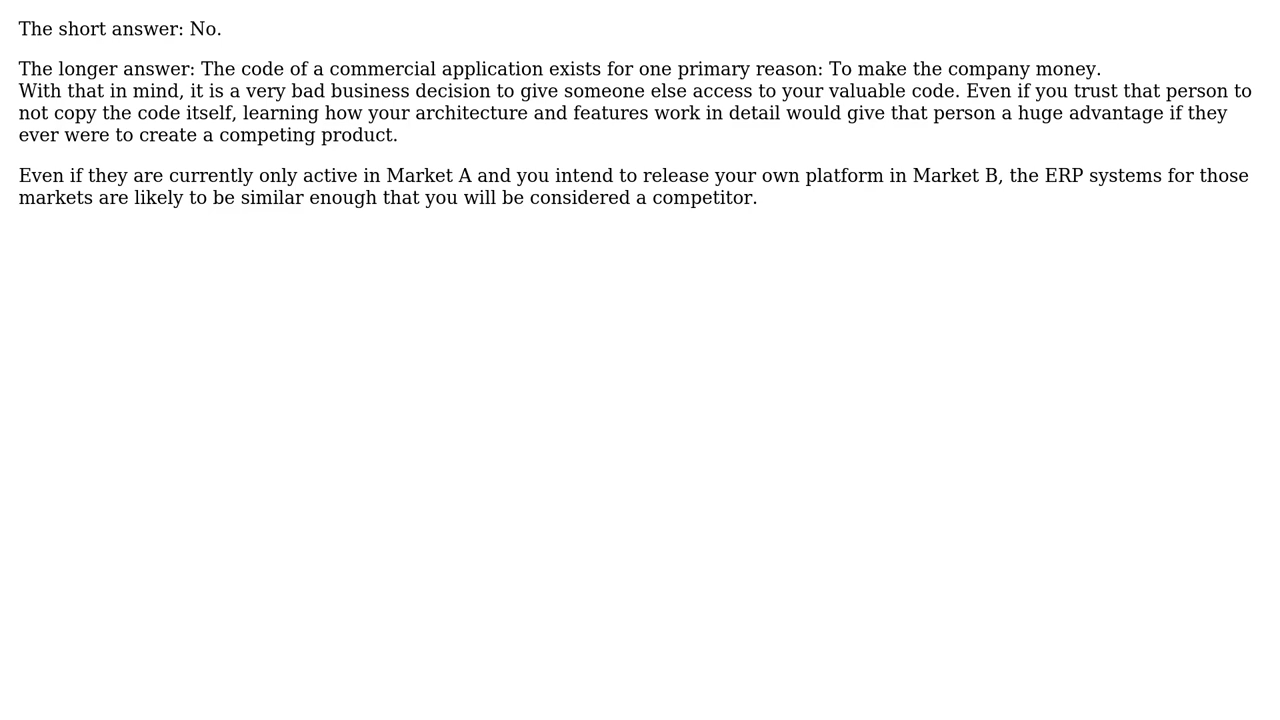 The short answer: No.
The longer answer: The code of a commercial application exists for one primary reason: To make the company money.
With that in mind, it is a very bad business decision to give someone else access to your valuable code. Even if you trust that person to
not copy the code itself, learning how your architecture and features work in detail would give that person a huge advantage if they
ever were to create a competing product.
Even if they are currently only active in Market A and you intend to release your own platform in Market B, the ERP systems for those
markets are likely to be similar enough that you will be considered a competitor.